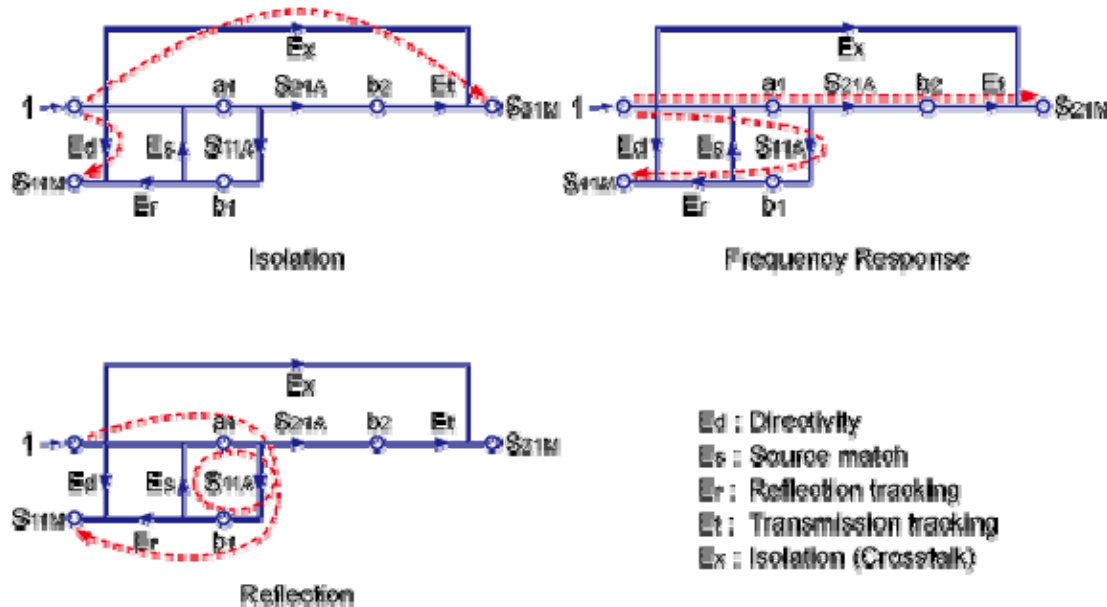 Ex
a1 S21A b2 Et
1 S21M
Ed Es S11A
S11M
Er b1
Isolation
Ex
a1 S21A b2 Et
1 S21M
Ed Es S11A
S11M
Er b1
Frequency Response
Ex
a1 S21A b2 Et
1 S21M
Ed Es S11A
S11M
Er b1
Reflection
Ed : Directivity
Es : Source match
Er : Reflection tracking
Et : Transmission tracking
Ex : Isolation (Crosstalk)